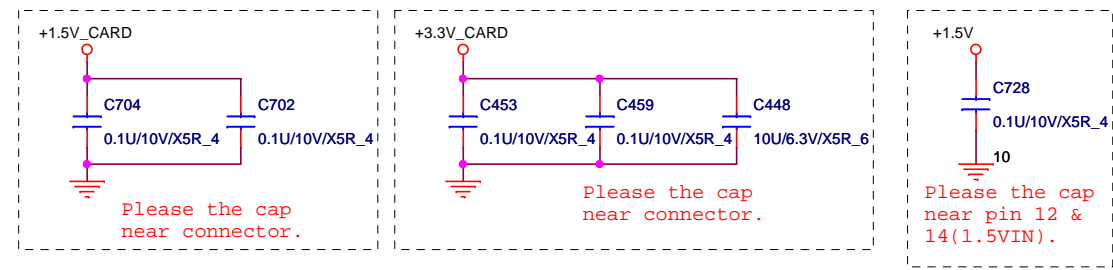 +1.5V_CARD
C704
0.1U/10V/X5R_4
C702
0.1U/10V/X5R_4
Please the cap
near connector.
+3.3V_CARD
C453
0.1U/10V/X5R_4
C459
0.1U/10V/X5R_4
C448
10U/6.3V/X5R_6
Please the cap
near connector.
+1.5V
C728
0.1U/10V/X5R_4
10
Please the cap
near pin 12 &
14(1.5VIN).